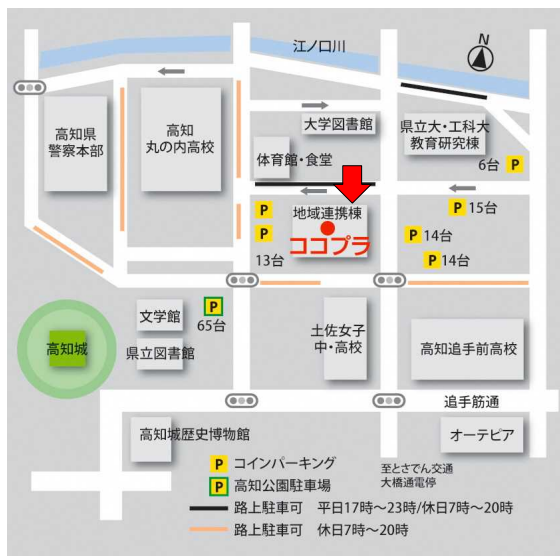 江ノ口川
N
高知県
警察本部
高知
丸の内高校
大学図書館
県立大・工科大
教育研究棟
体育館・食堂
6台 P
P
P
13台
地域連携棟
ココプラ
P 15台
P 14台
P 14台
文学館
P
65台
県立図書館
高知城
土佐女子
中・高校
高知追手前高校
追手筋通
高知城歴史博物館
オーテピア
至とさでん交通
大橋通電停
P コインパーキング
P 高知公園駐車場
路上駐車可 平日17時～23時/休日7時～20時
路上駐車可 休日7時～20時